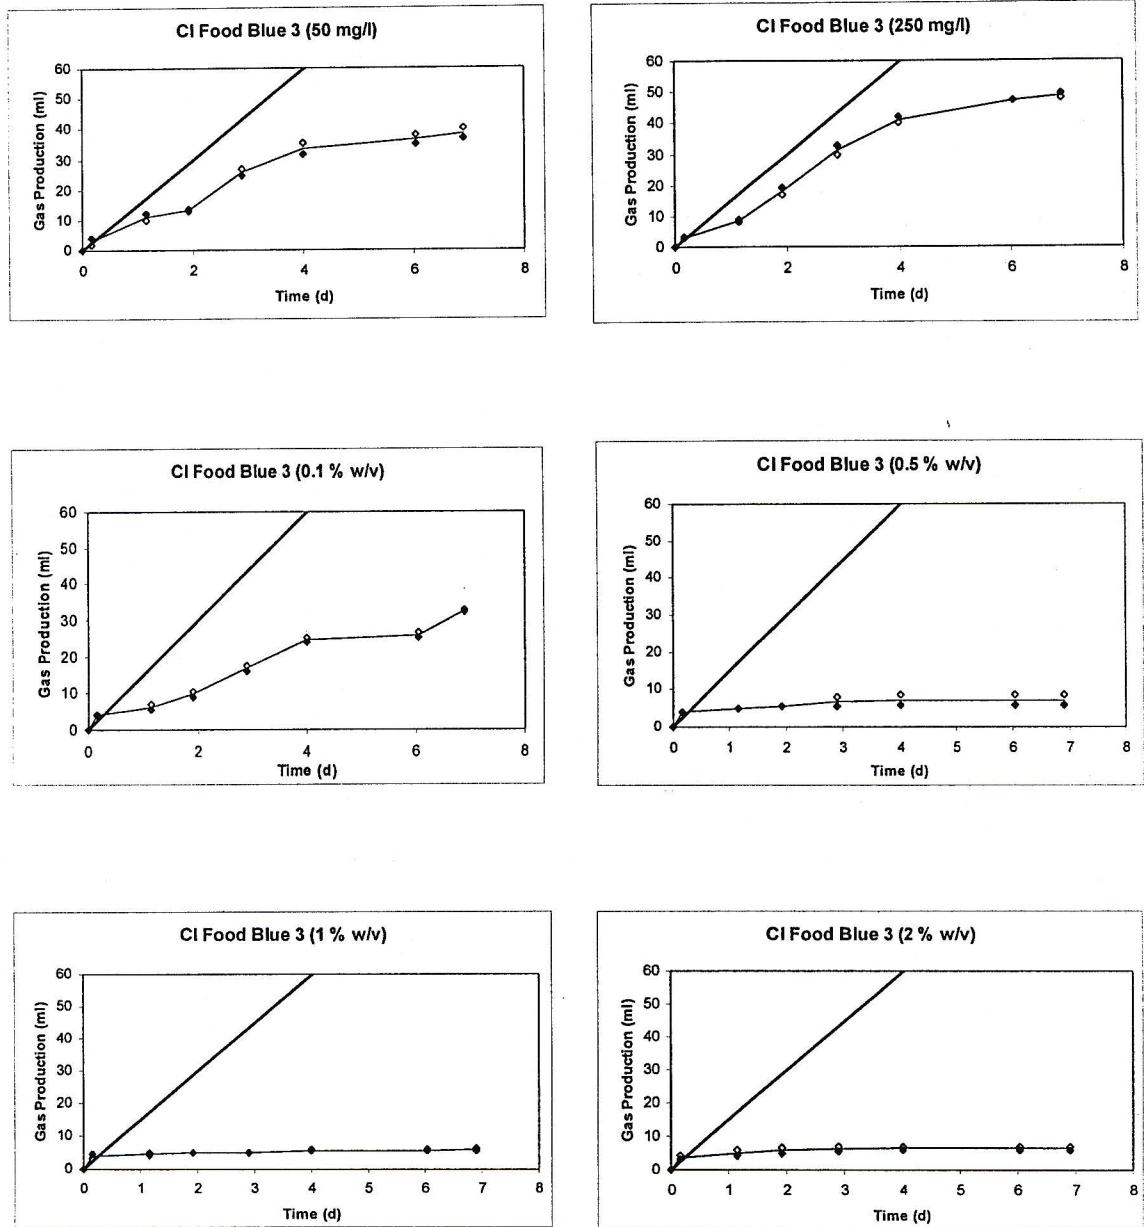 CI Food Blue 3 (50 mg/l)
Gas Production (ml)
60
50
40
30
20
10
0
0 2 4 6 8
Time (d)
CI Food Blue 3 (250 mg/l)
Gas Production (ml)
60
50
40
30
20
10
0
0 2 4 6 8
Time (d)
CI Food Blue 3 (0.1 % w/v)
Gas Production (ml)
60
50
40
30
20
10
0
0 2 4 6 8
Time (d)
CI Food Blue 3 (0.5 % w/v)
Gas Production (ml)
60
50
40
30
20
10
0
0 1 2 3 4 5 6 7 8
Time (d)
CI Food Blue 3 (1 % w/v)
Gas Production (ml)
60
50
40
30
20
10
0
0 1 2 3 4 5 6 7 8
Time (d)
CI Food Blue 3 (2 % w/v)
Gas Production (ml)
60
50
40
30
20
10
0
0 1 2 3 4 5 6 7 8
Time (d)